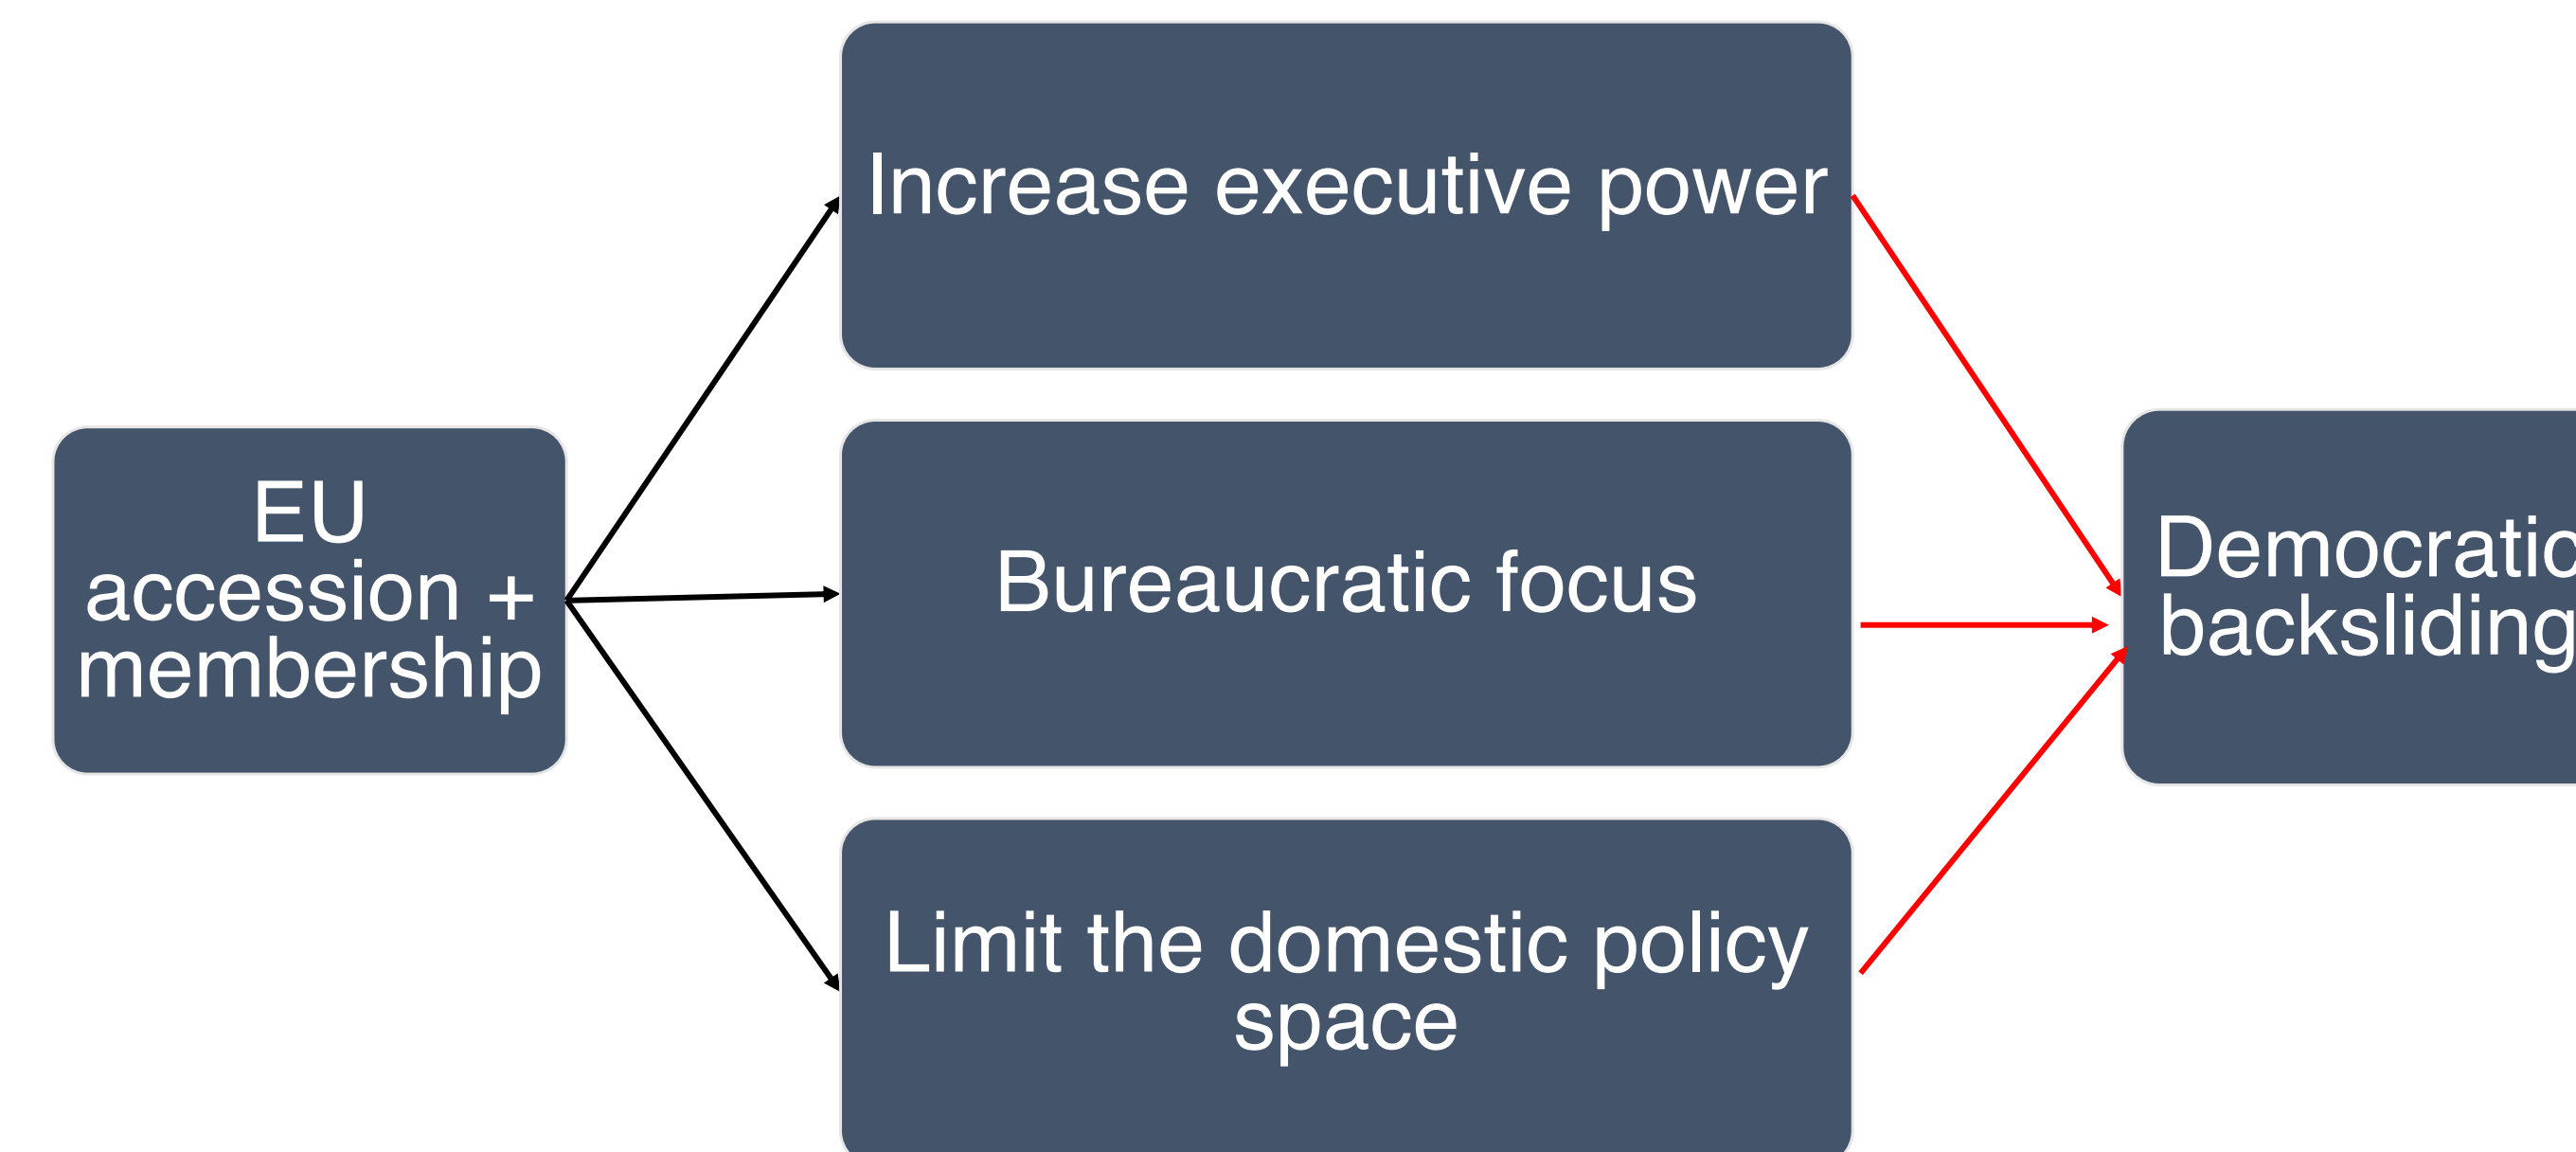 Increase executive power
EU
accession +
membership
Bureaucratic focus
Democratic
backsliding
Limit the domestic policy
space